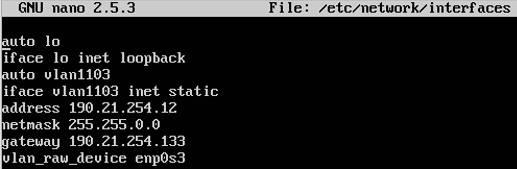 GNU nano 2.5.3 File: /etc/network/interfaces
auto lo
iface lo inet loopback
auto vlan1103
iface vlan1103 inet static
address 190.21.254.12
netmask 255.255.0.0
gateway 190.21.254.133
vlan_raw_device enp0s3